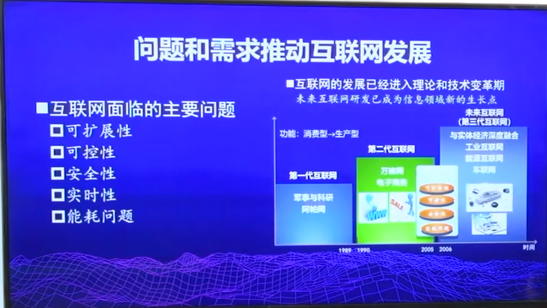 问题和需求推动互联网发展
■互联网的发展已经进入理论和技术变革期
未来互联网研发已成为信息领域新的生长点
■互联网面临的主要问题
可扩展性
可控性
安全性
实时性
能耗问题
功能：消费型→生产型
第一代互联网
军事与科研
阿帕网
第二代互联网
万维网
电子商务
SALE
未来互联网
(第三代互联网)
与实体经济深度融合
工业互联网
能源互联网
车联网
1989
1990
2005
2006
时间